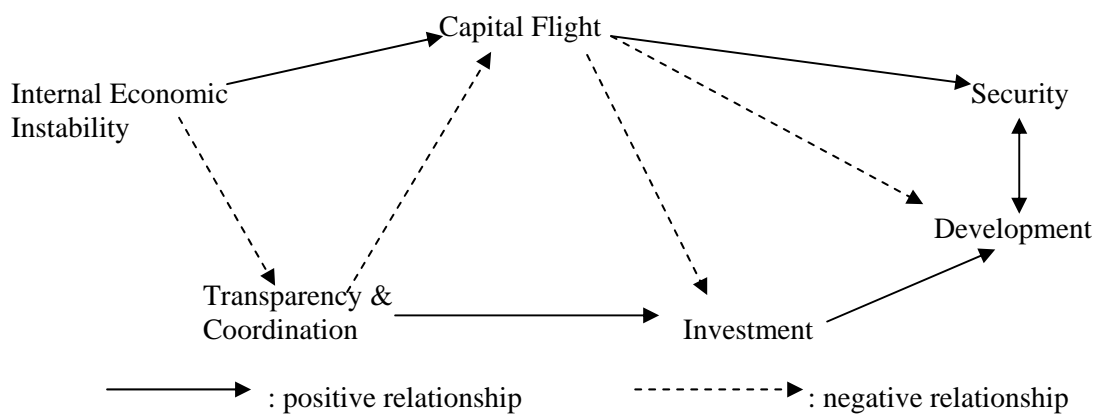 Capital Flight
Internal Economic
Instability
Security
Development
Transparency &
Coordination
Investment
: positive relationship
: negative relationship